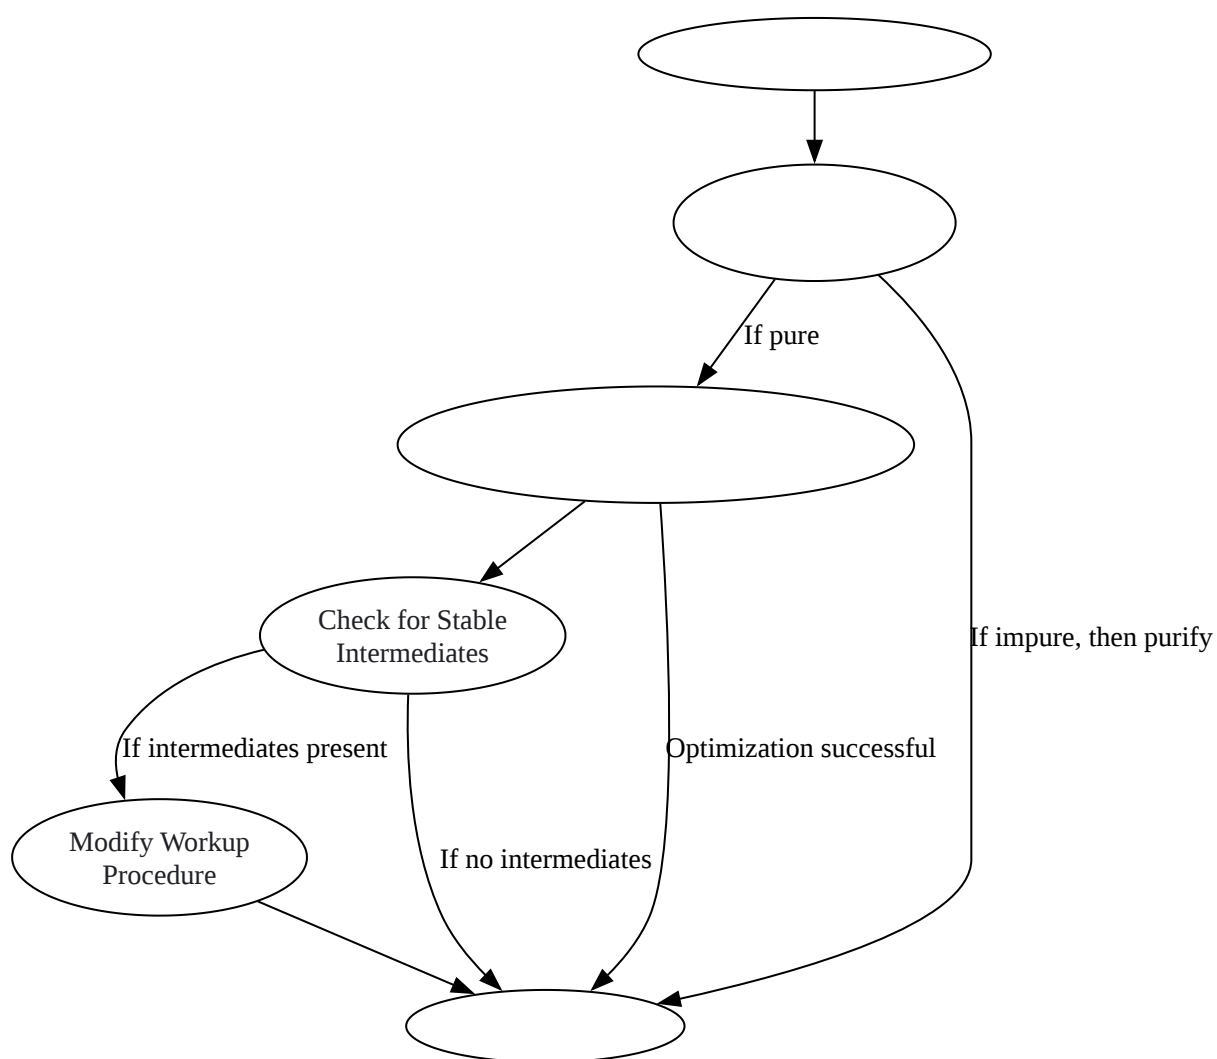 If pure
Check for Stable
Intermediates
If impure, then purify
If intermediates present
Optimization successful
Modify Workup
Procedure
If no intermediates